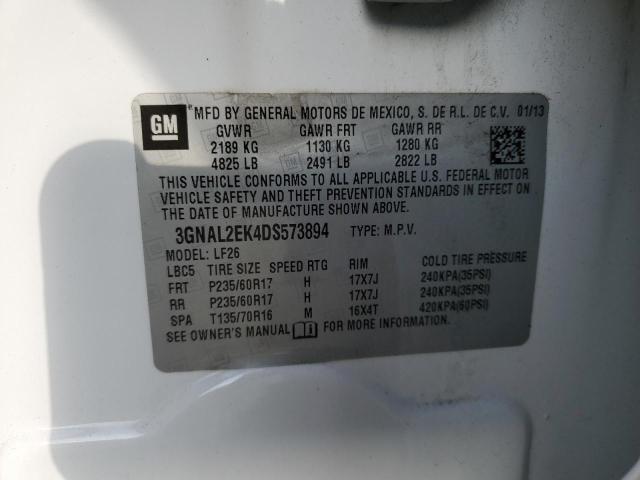 GM MFD BY GENERAL MOTORS DE MEXICO, S. DE R.L. DE C.V. 01/13
GVWR GAWR FRT GAWR RR
2189 KG 1130 KG 1280 KG
4825 LB 2491 LB 2822 LB
THIS VEHICLE CONFORMS TO ALL APPLICABLE U.S. FEDERAL MOTOR
VEHICLE SAFETY AND THEFT PREVENTION STANDARDS IN EFFECT ON
THE DATE OF MANUFACTURE SHOWN ABOVE.
3GNAL2EK4DS573894 TYPE: M.P.V.
MODEL: LF26
LBC5 TIRE SIZE SPEED RTG RIM COLD TIRE PRESSURE
FRT P235/60R17 H 17X7J 240KPA(35PSI)
RR P235/60R17 H 17X7J 240KPA(35PSI)
SPA T135/70R16 M 16X4T 420KPA(60PSI)
SEE OWNER'S MANUAL FOR MORE INFORMATION.